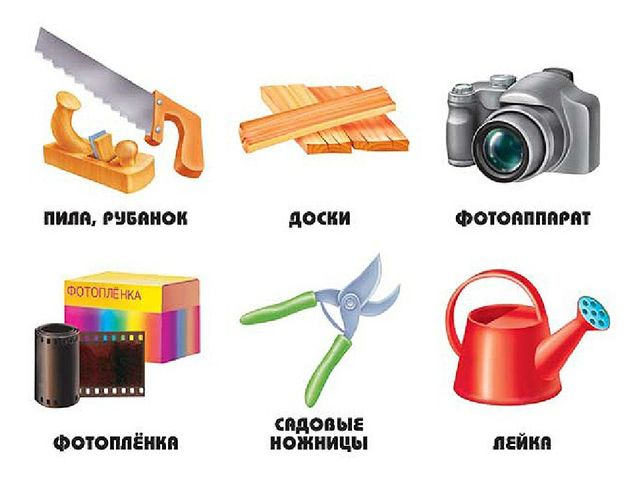 ПИЛА, РУБАНОК
ДОСКИ
ФОТОАППАРАТ
ФОТОПЛЁНКА
ФОТОПЛЁНКА
САДОВЫЕ
НОЖНИЦЫ
ЛЕЙКА